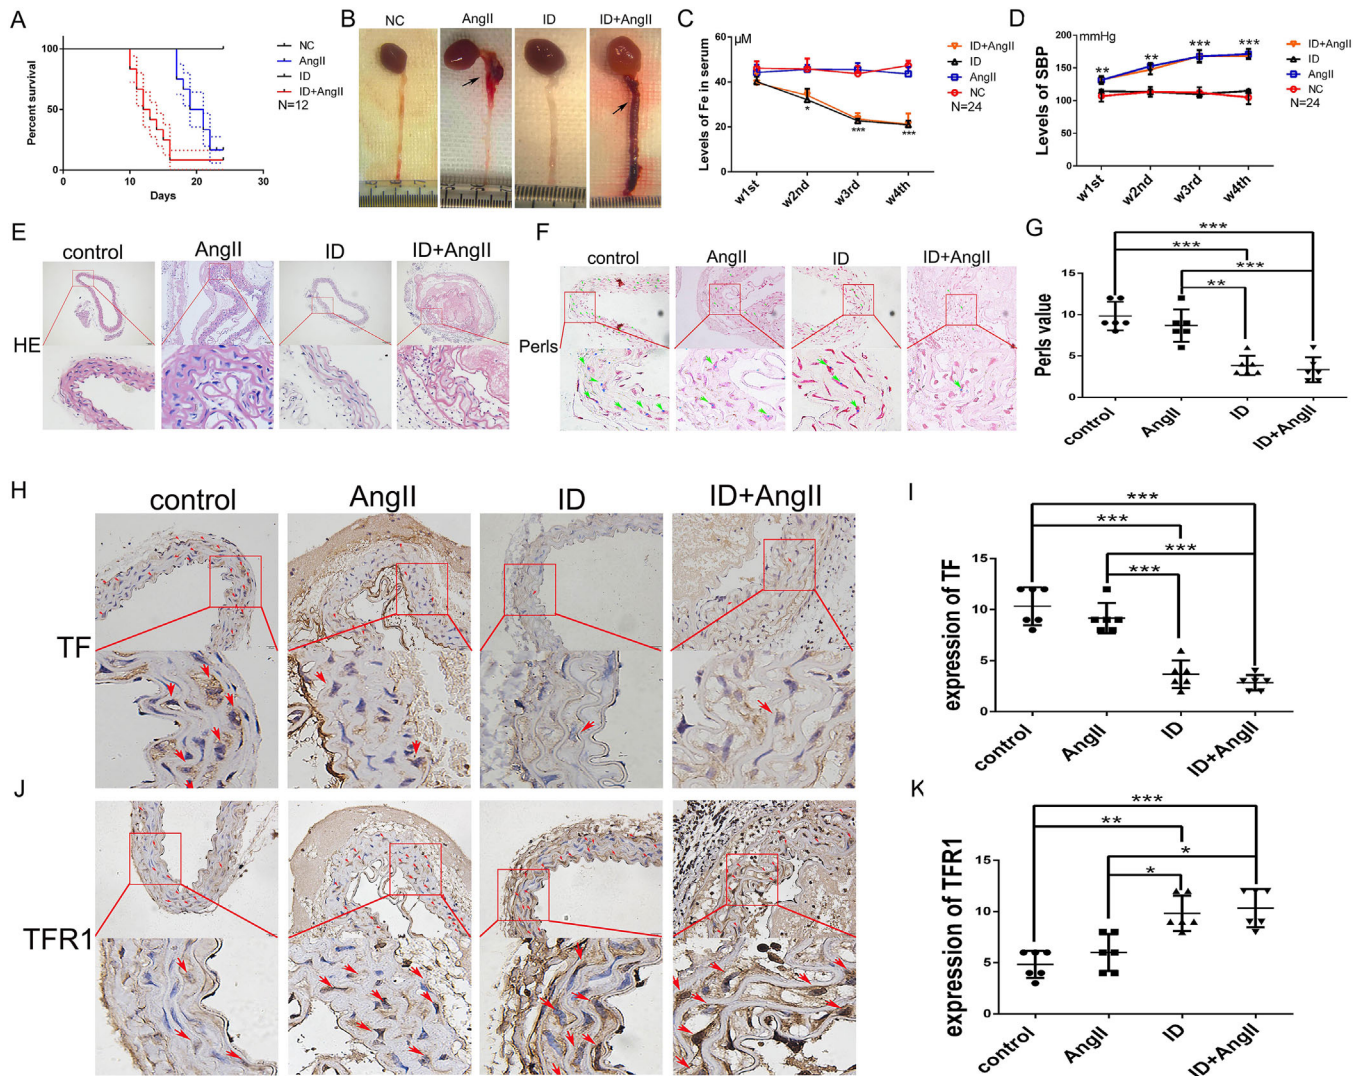 A
Percent survival
100
50
0
0
10
20
30
Days
NC
AngII
ID
ID+AngII
N=12
B
NC
AngII
ID
ID+AngII
C
Levels of Fe in serum
μM
60
40
20
0
w1st
w2nd
w3rd
w4th
*
***
***
ID+AngII
ID
AngII
NC
N=24
D
Levels of SBP
mmHg
200
150
100
50
0
w1st
w2nd
w3rd
w4th
**
**
***
***
ID+AngII
ID
AngII
NC
N=24
E
control
AngII
ID
ID+AngII
HE
F
control
AngII
ID
ID+AngII
Perls
G
Perls value
15
10
5
0
control
AngII
ID
ID+AngII
***
***
***
**
H
control
AngII
ID
ID+AngII
TF
I
expression of TF
15
10
5
0
control
AngII
ID
ID+AngII
***
***
***
***
J
TFR1
K
expression of TFR1
15
10
5
0
control
AngII
ID
ID+AngII
***
**
*
*